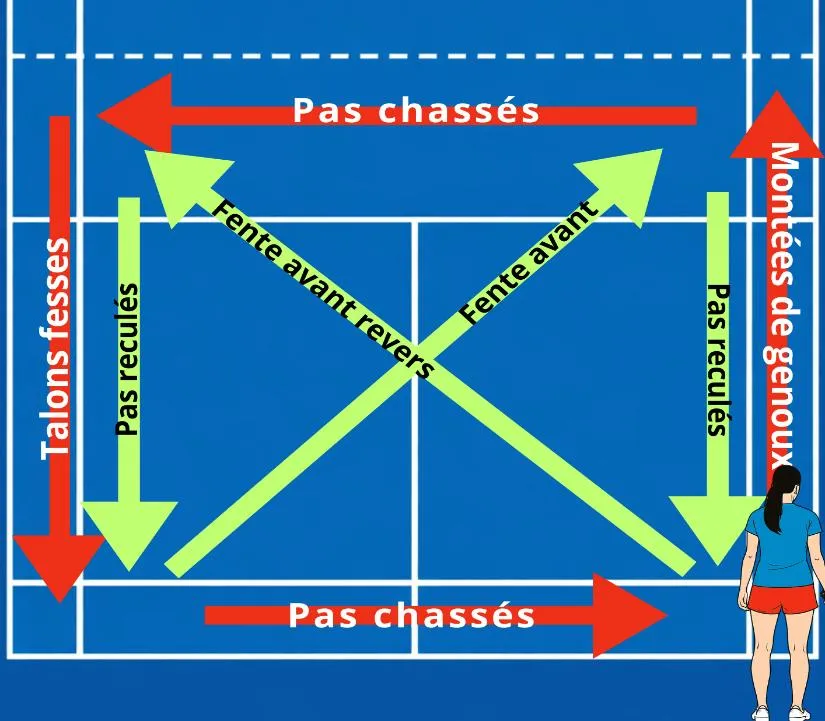 Pas chassés
Talons fesses
Pas reculés
Fente avant revers
Fente avant
Pas reculés
Montées de genoux
Pas chassés